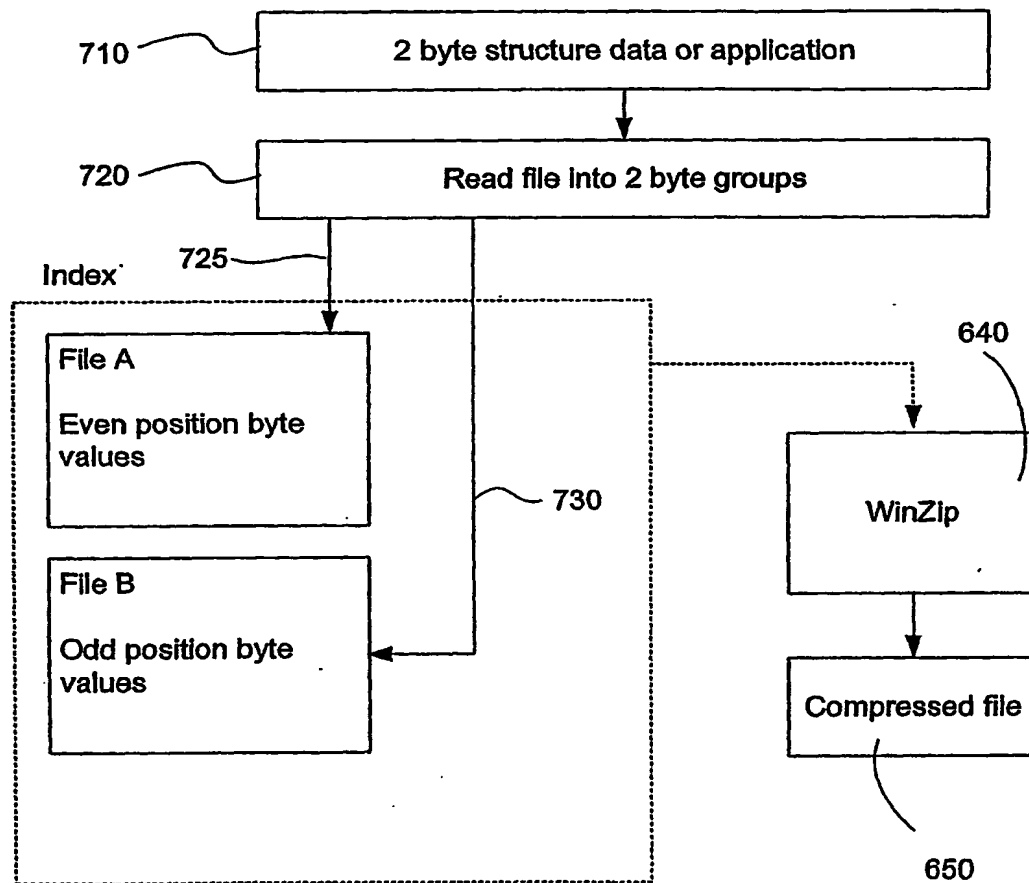 710
2 byte structure data or application
720
Read file into 2 byte groups
725
Index
File A
Even position byte
values
730
File B
Odd position byte
values
640
WinZip
Compressed file
650